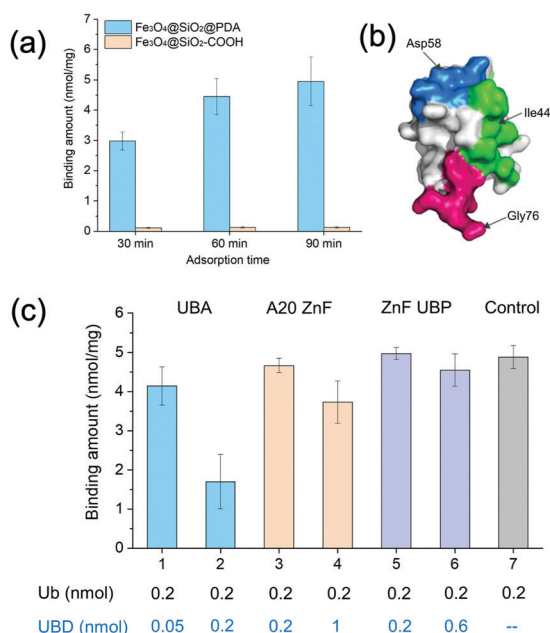 (a)
Fe₃O₄@SiO₂@PDA
Fe₃O₄@SiO₂-COOH
Binding amount (nmol/mg)
7
6
5
4
3
2
1
0
30 min 60 min 90 min
Adsorption time
(b)
Asp58
Ile44
Gly76
(c)
UBA A20 ZnF ZnF UBP Control
Binding amount (nmol/mg)
6
5
4
3
2
1
0
1 2 3 4 5 6 7
Ub (nmol) 0.2 0.2 0.2 0.2 0.2 0.2 0.2
UBD (nmol) 0.05 0.2 0.2 1 0.2 0.6 --